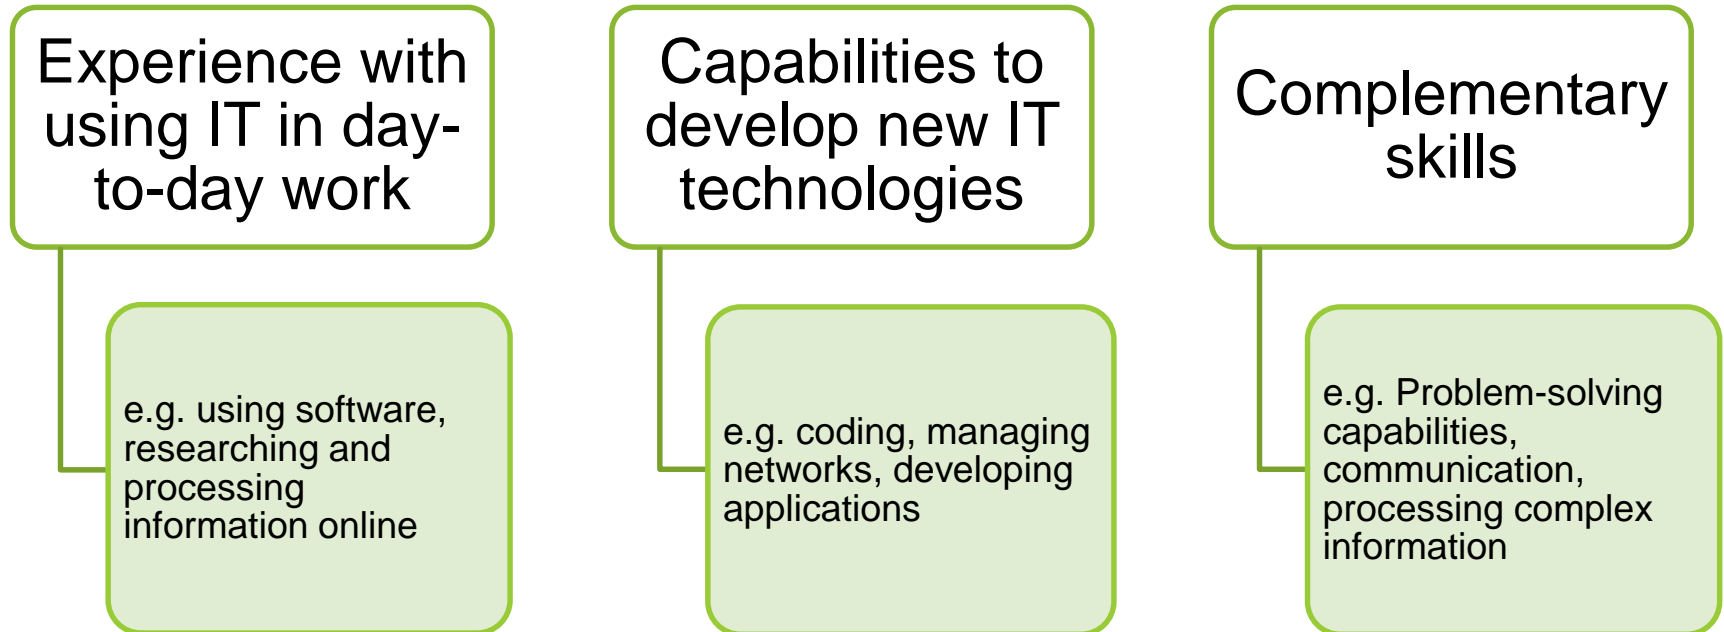 Experience with
using IT in day-
to-day work
e.g. using software,
researching and
processing
information online
Capabilities to
develop new IT
technologies
e.g. coding, managing
networks, developing
applications
Complementary
skills
e.g. Problem-solving
capabilities,
communication,
processing complex
information